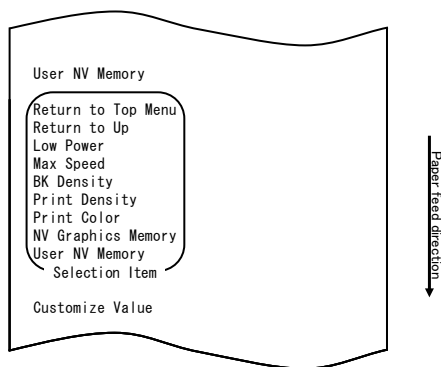 User NV Memory
Return to Top Menu
Return to Up
Low Power
Max Speed
BK Density
Print Density
Print Color
NV Graphics Memory
User NV Memory
Selection Item
Customize Value
Paper feed direction